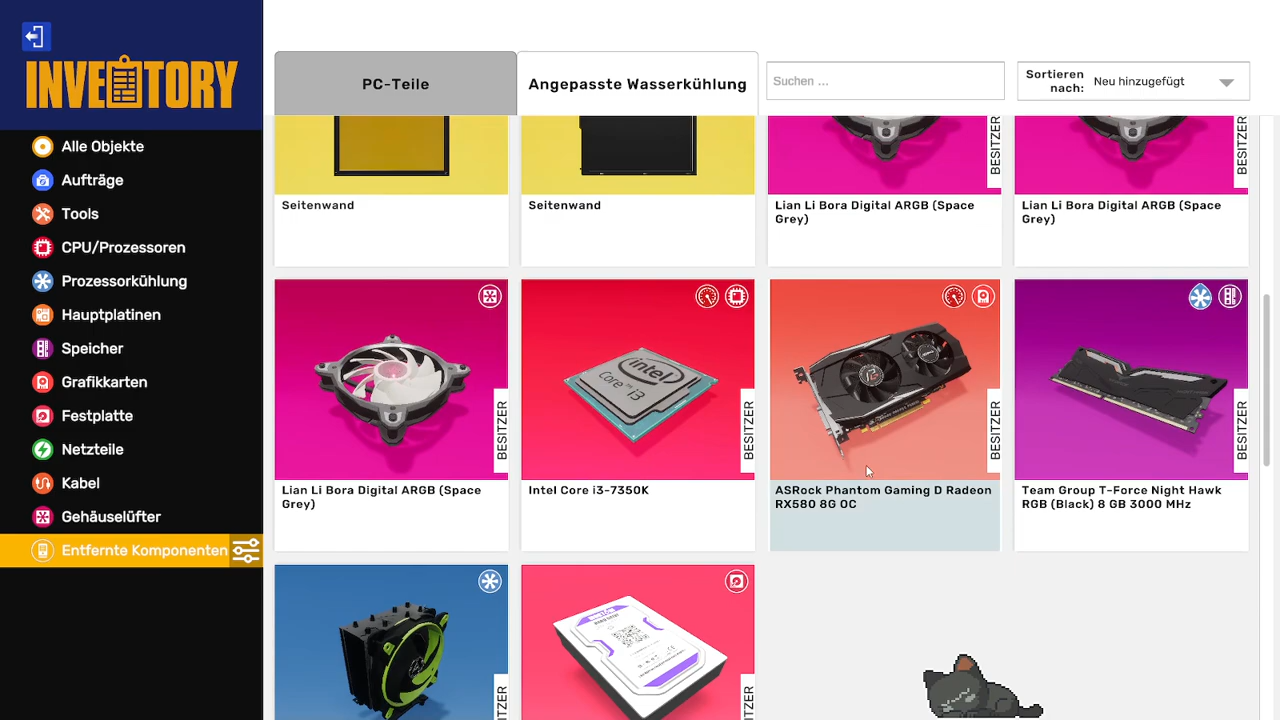 INVENTORY
Alle Objekte
Aufträge
Tools
CPU/Prozessoren
Prozessorkühlung
Hauptplatinen
Speicher
Grafikkarten
Festplatte
Netzteile
Kabel
Gehäuselüfter
Entfernte Komponenten
PC-Teile
Angepasste Wasserkühlung
Suchen ...
Sortieren
nach:
Neu hinzugefügt
Seitenwand
Seitenwand
BESITZER
Lian Li Bora Digital ARGB (Space
Grey)
BESITZER
Lian Li Bora Digital ARGB (Space
Grey)
BESITZER
Lian Li Bora Digital ARGB (Space
Grey)
intel
Core™ i3
BESITZER
Intel Core i3-7350K
BESITZER
ASRock Phantom Gaming D Radeon
RX580 8G OC
BESITZER
Team Group T-Force Night Hawk
RGB (Black) 8 GB 3000 MHz
BESITZER
BESITZER